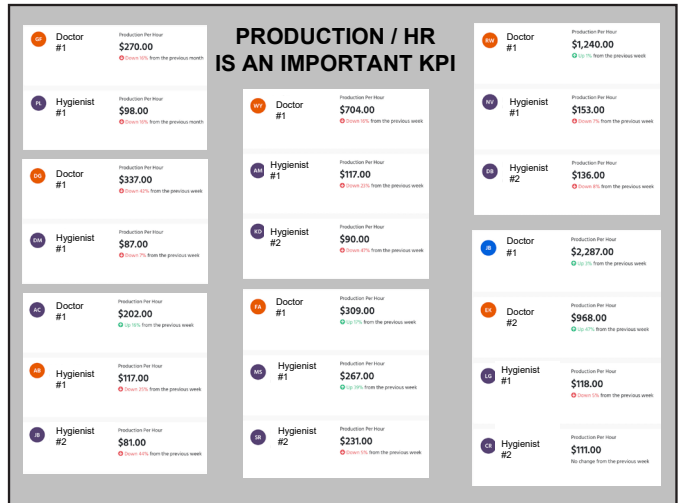 PRODUCTION / HR
IS AN IMPORTANT KPI
GF
Doctor
#1
Production Per Hour
$270.00
from the previous month
PL
Hygienist
#1
Production Per Hour
$98.00
Down 15% from the previous month
DG
Doctor
#1
Production Per Hour
$337.00
Down 42% from the previous week
DM
Hygienist
#1
Production Per Hour
$87.00
Down 7% from the previous week
AC
Doctor
#1
Production Per Hour
$202.00
Up 16% from the previous week
AB
Hygienist
#1
Production Per Hour
$117.00
Down 25% from the previous week
JB
Hygienist
#2
Production Per Hour
$81.00
Down 44% from the previous week
WY
Doctor
#1
Production Per Hour
$704.00
Down 18% from the previous week
AM
Hygienist
#1
Production Per Hour
$117.00
Down 23% from the previous week
KD
Hygienist
#2
Production Per Hour
$90.00
Down 47% from the previous week
FA
Doctor
#1
Production Per Hour
$309.00
Up 17% from the previous week
MS
Hygienist
#1
Production Per Hour
$267.00
Up 19% from the previous week
SR
Hygienist
#2
Production Per Hour
$231.00
Down 5% from the previous week
RW
Doctor
#1
Production Per Hour
$1,240.00
Up 1% from the previous week
NV
Hygienist
#1
Production Per Hour
$153.00
Down 7% from the previous week
DB
Hygienist
#2
Production Per Hour
$136.00
Down 8% from the previous week
JB
Doctor
#1
Production Per Hour
$2,287.00
Up 2% from the previous week
EK
Doctor
#2
Production Per Hour
$968.00
Up 47% from the previous week
LG
Hygienist
#1
Production Per Hour
$118.00
Down 5% from the previous week
CR
Hygienist
#2
Production Per Hour
$111.00
No change from the previous week